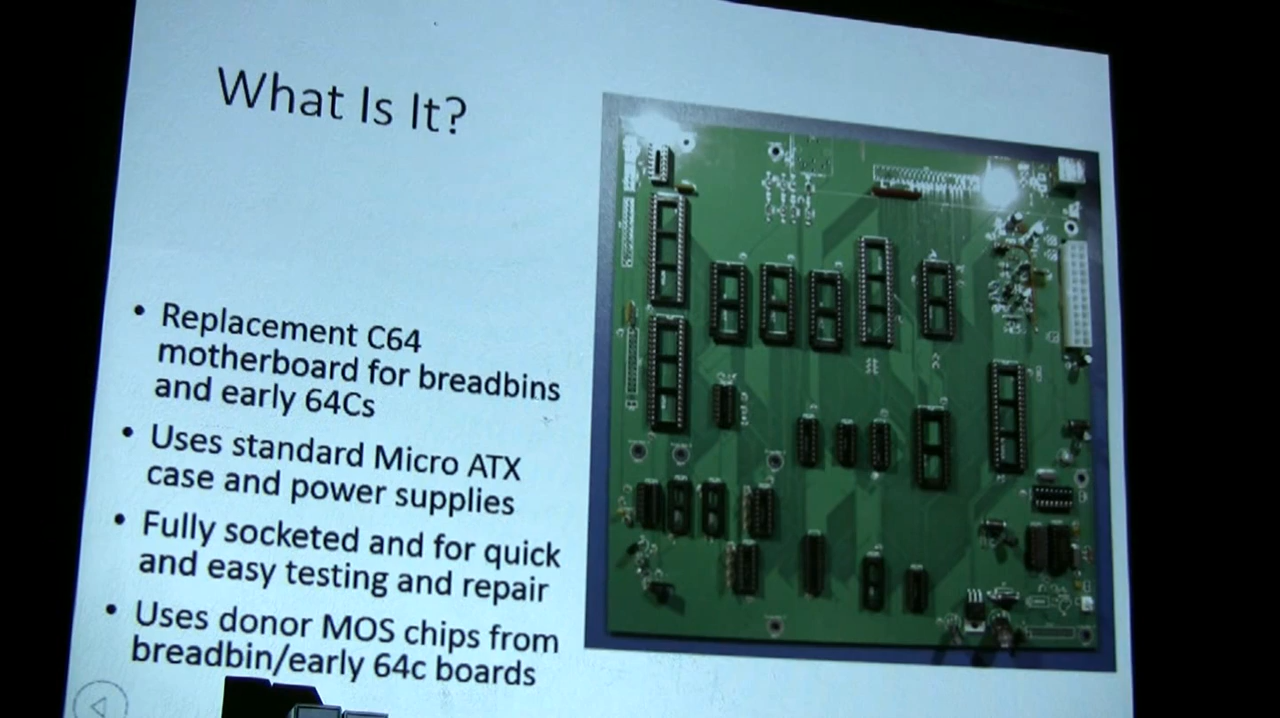 What Is It?
• Replacement C64
motherboard for breadbins
and early 64Cs
• Uses standard Micro ATX
case and power supplies
• Fully socketed and for quick
and easy testing and repair
• Uses donor MOS chips from
breadbin/early 64c boards